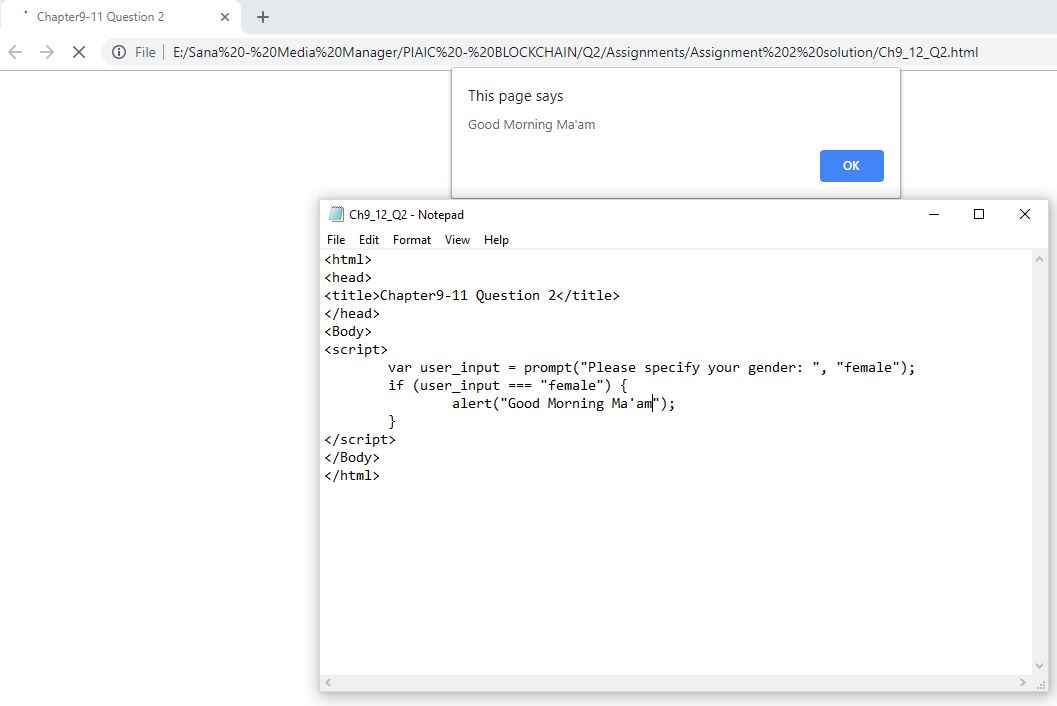 Chapter9-11 Question 2
File E:/Sana%20-%20Media%20Manager/PIAIC%20-%20BLOCKCHAIN/Q2/Assignments/Assignment%202%20solution/Ch9_12_Q2.html
This page says
Good Morning Ma'am
OK
Ch9_12_Q2 - Notepad
File Edit Format View Help
<html>
<head>
<title>Chapter9-11 Question 2</title>
</head>
<Body>
<script>
var user_input = prompt("Please specify your gender: ", "female");
if (user_input === "female") {
alert("Good Morning Ma'am");
}
</script>
</Body>
</html>